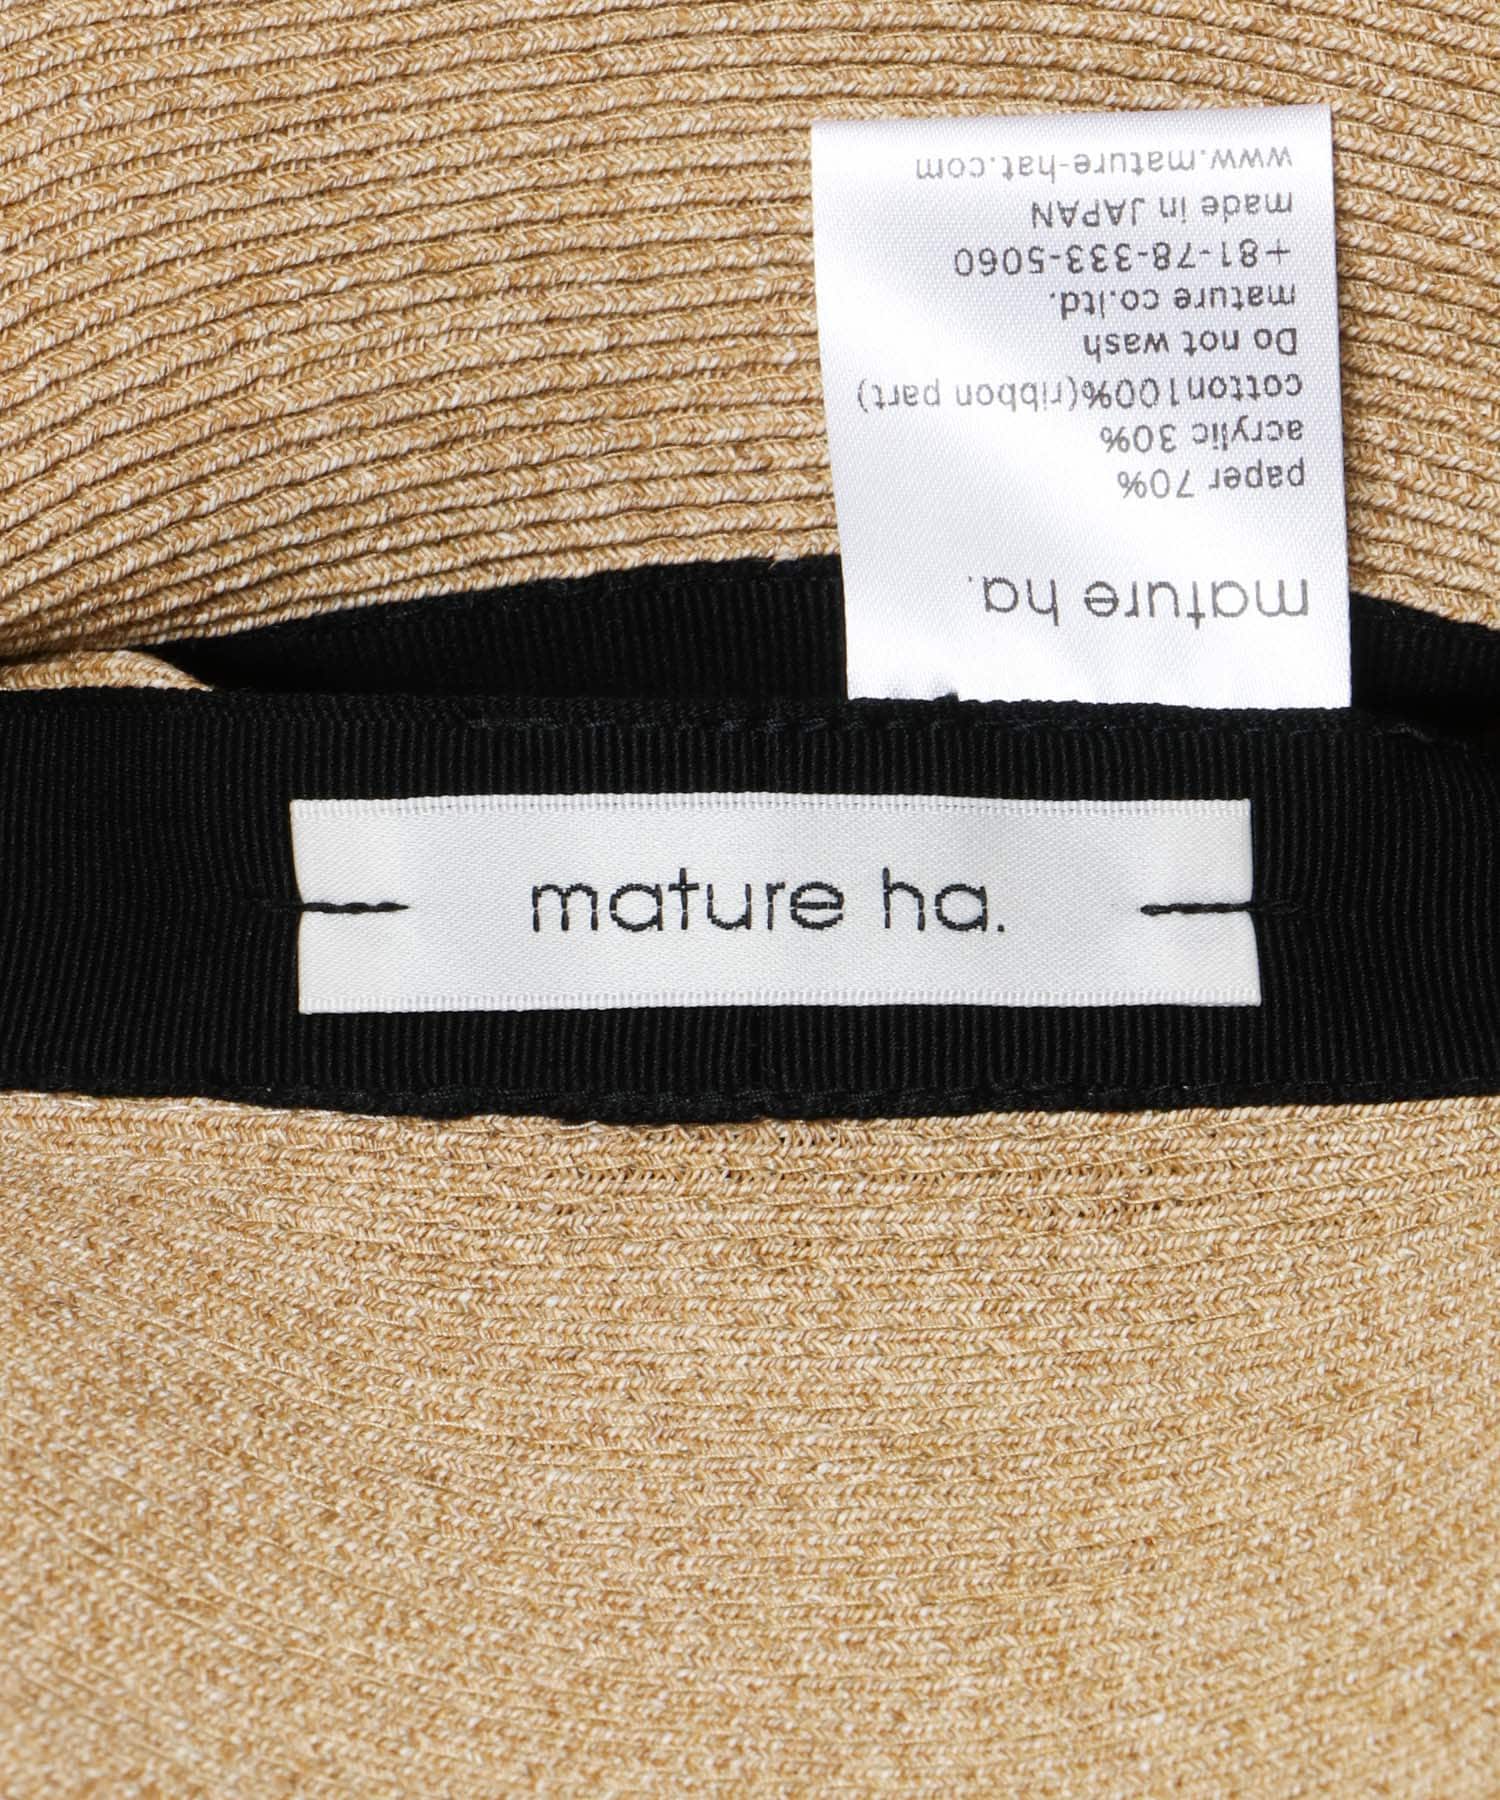 mature ha.
paper 70%
acrylic 30%
cotton100%(ribbon part)
Do not wash
mature co.ltd.
+81-78-333-5060
made in JAPAN
www.mature-hat.com
mature ha.